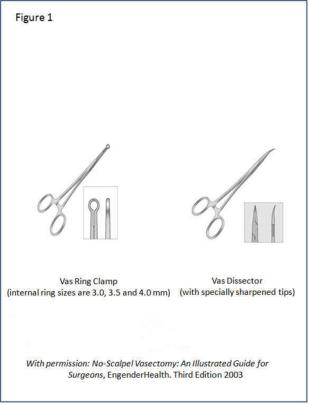 Figure 1
Vas Ring Clamp
(internal ring sizes are 3.0, 3.5 and 4.0 mm)
Vas Dissector
(with specially sharpened tips)
With permission: No-Scalpel Vasectomy: An Illustrated Guide for
Surgeons, EngenderHealth. Third Edition 2003